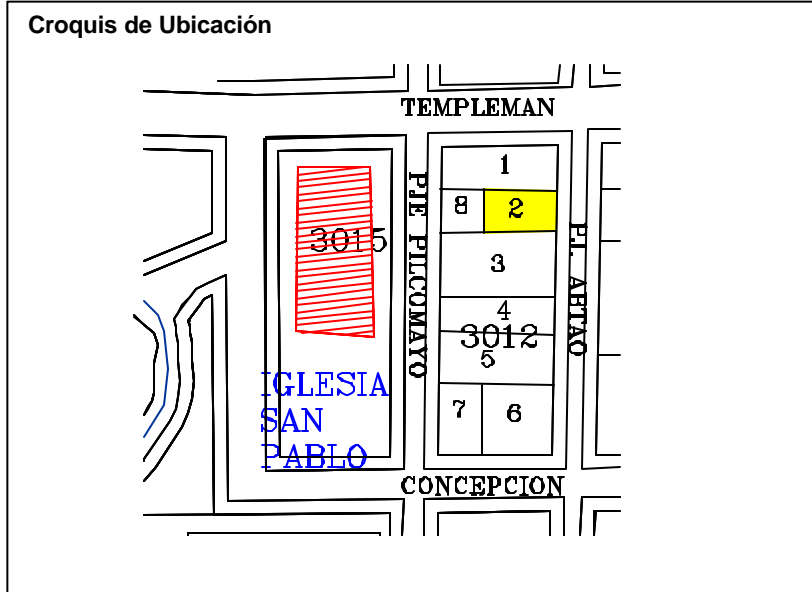 Croquis de Ubicación
TEMPLEMAN
1
8
2
3
4
5
7
6
3015
3012
PJE PILCOMAYO
PJ. ABTAO
IGLESIA
SAN
PABLO
CONCEPCION